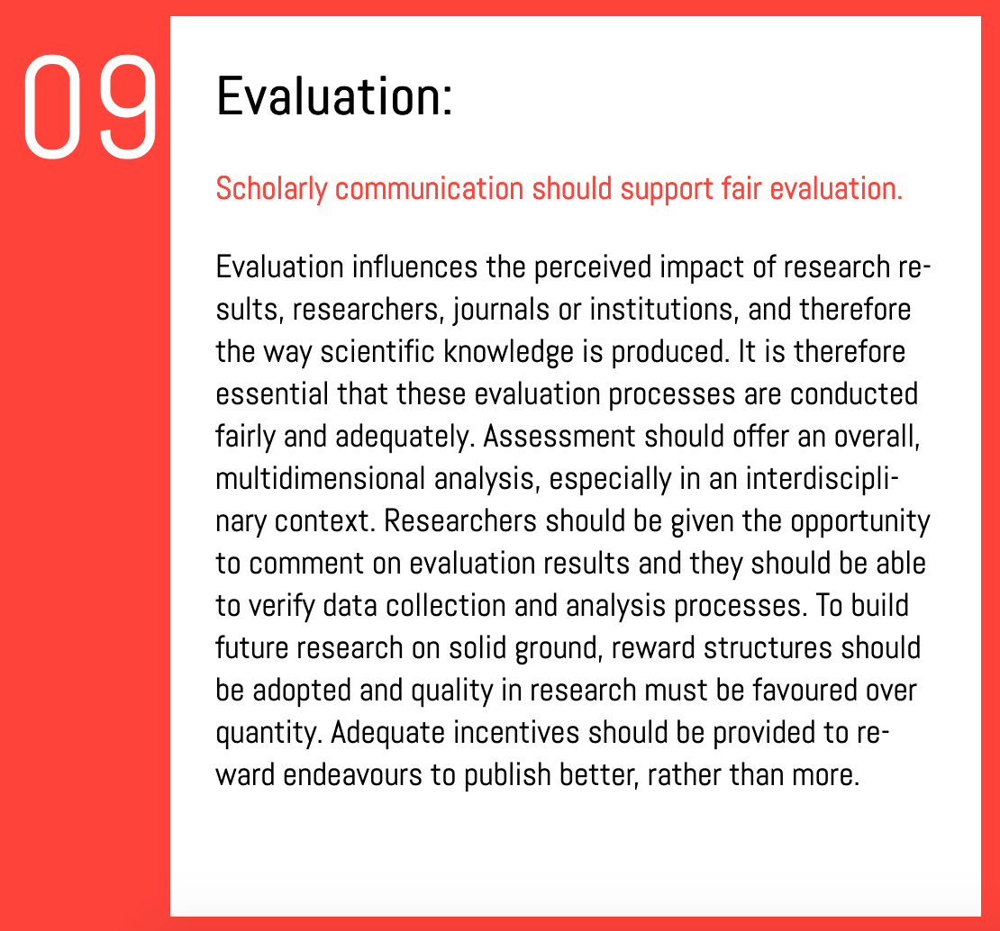 09
Evaluation:
Scholarly communication should support fair evaluation.
Evaluation influences the perceived impact of research re-
sults, researchers, journals or institutions, and therefore
the way scientific knowledge is produced. It is therefore
essential that these evaluation processes are conducted
fairly and adequately. Assessment should offer an overall,
multidimensional analysis, especially in an interdiscipli-
nary context. Researchers should be given the opportunity
to comment on evaluation results and they should be able
to verify data collection and analysis processes. To build
future research on solid ground, reward structures should
be adopted and quality in research must be favoured over
quantity. Adequate incentives should be provided to re-
ward endeavours to publish better, rather than more.